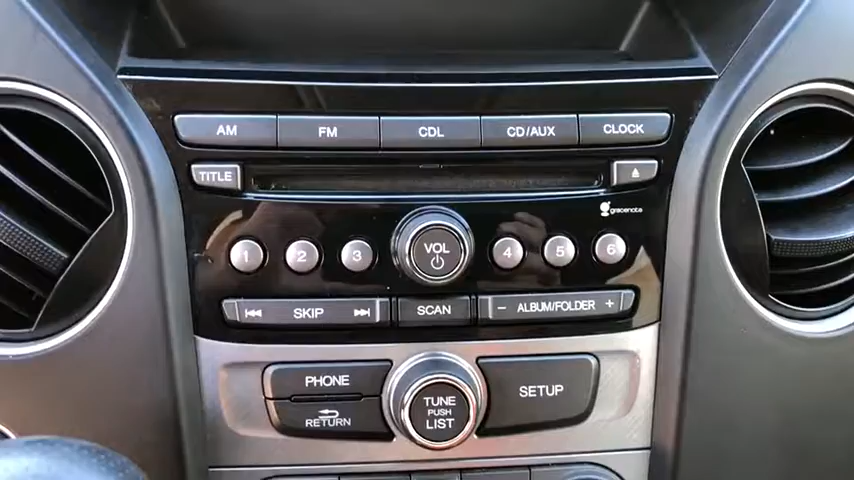 AM FM CDL CD/AUX CLOCK
TITLE
gracenote
1 2 3 VOL 4 5 6
SKIP SCAN − ALBUM/FOLDER +
PHONE
RETURN
TUNE
PUSH
LIST
SETUP